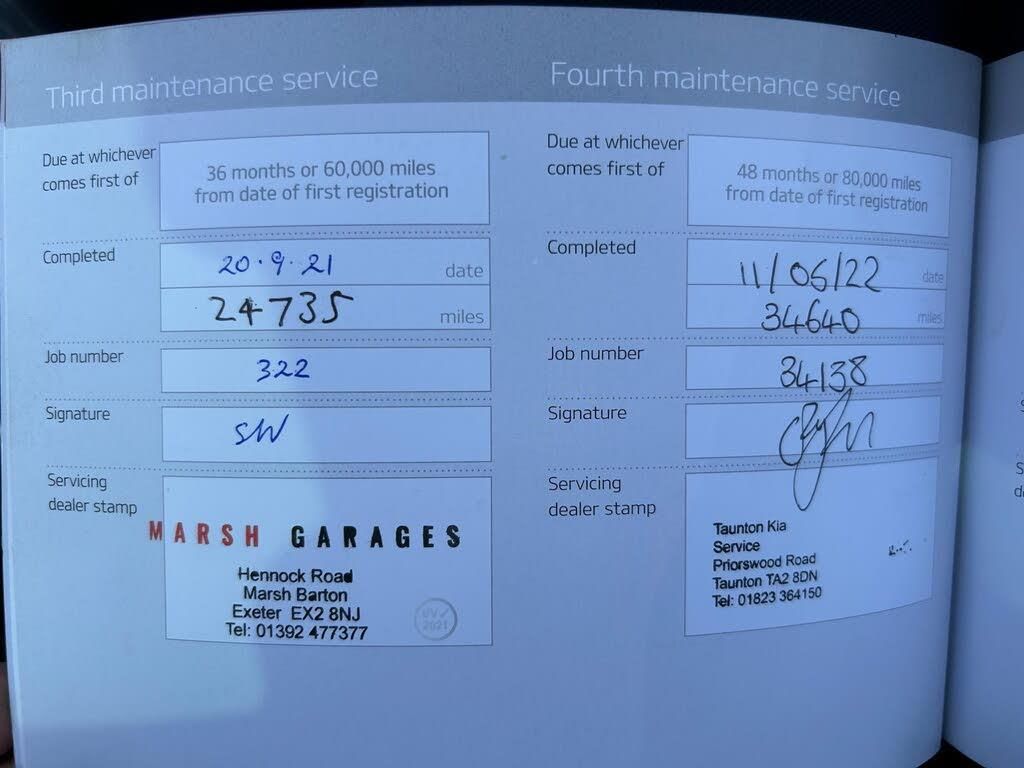 Third maintenance service
Due at whichever
comes first of
36 months or 60,000 miles
from date of first registration
Completed
20.9.21
date
24735
miles
Job number
322
Signature
SW
Servicing
dealer stamp
MARSH GARAGES
Hennock Road
Marsh Barton
Exeter EX2 8NJ
Tel: 01392 477377
UV✓
2021
Fourth maintenance service
Due at whichever
comes first of
48 months or 80,000 miles
from date of first registration
Completed
11/06/22
date
34640
miles
Job number
34138
Signature
Servicing
dealer stamp
Taunton Kia
Service
Priorswood Road
Taunton TA2 8DN
Tel: 01823 364150